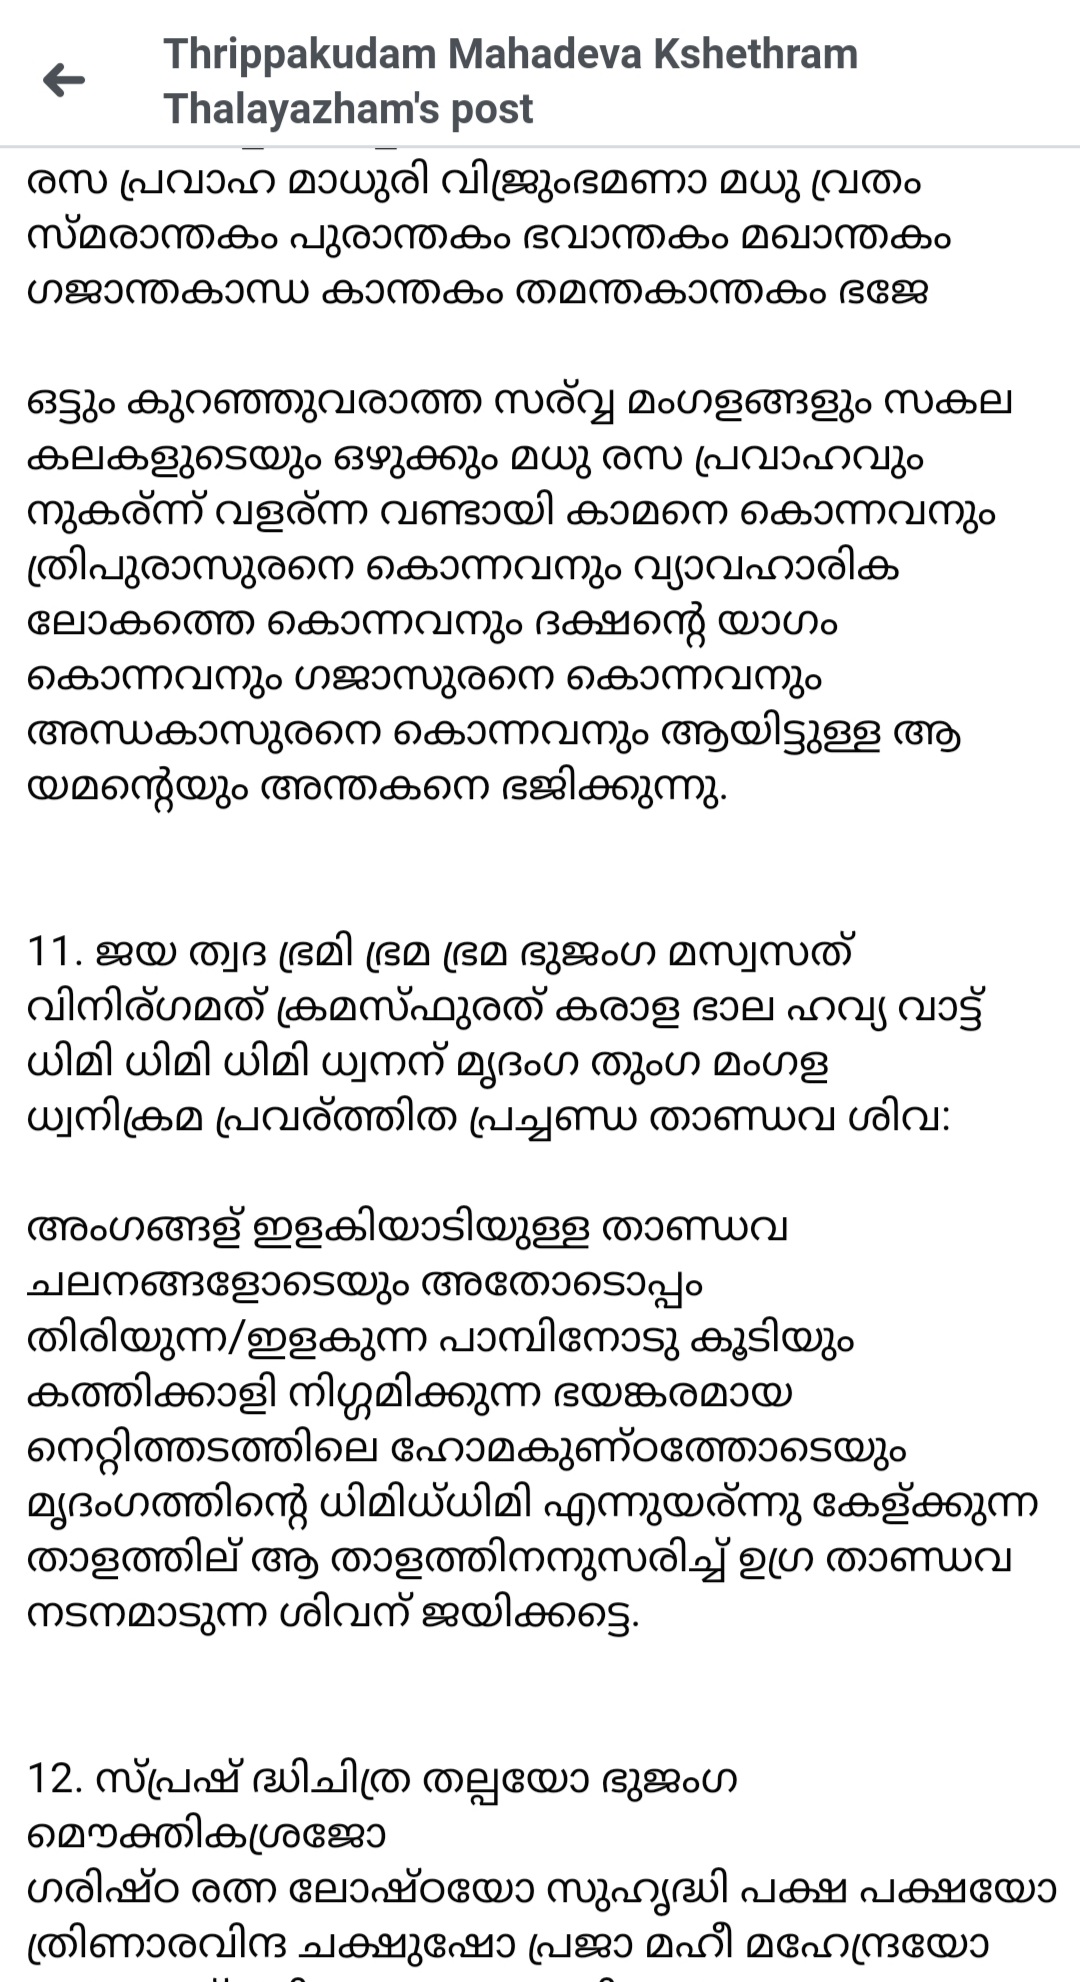 Thrippakudam Mahadeva Kshethram
Thalayazham's post
രസ പ്രവാഹ മാധുരി വിജ്രുംഭമണാ മധു വ്രതം
സ്മരാന്തകം പുരാന്തകം ഭവാന്തകം മഖാന്തകം
ഗജാന്തകാന്ധ കാന്തകം തമന്തകാന്തകം ഭജേ
ഒട്ടും കുറഞ്ഞുവരാത്ത സര്‌വ്വ മംഗളങ്ങളും സകല
കലകളുടെയും ഒഴുക്കും മധു രസ പ്രവാഹവും
നുകര്‌ന്ന് വളര്‌ന്ന വണ്ടായി കാമനെ കൊന്നവനും
ത്രിപുരാസുരനെ കൊന്നവനും വ്യാവഹാരിക
ലോകത്തെ കൊന്നവനും ദക്ഷന്റെ യാഗം
കൊന്നവനും ഗജാസുരനെ കൊന്നവനും
അന്ധകാസുരനെ കൊന്നവനും ആയിട്ടുള്ള ആ
യമന്റെയും അന്തകനെ ഭജിക്കുന്നു.
11. ജയ ത്വദ ഭ്രമി ഭ്രമ ഭ്രമ ഭുജംഗ മസ്വസത്
വിനിര്‌ഗമത് ക്രമസ്ഫുരത് കരാള ഭാല ഹവ്യ വാട്ട്
ധിമി ധിമി ധിമി ധ്വനന് മൃദംഗ തുംഗ മംഗള
ധ്വനിക്രമ പ്രവര്‌ത്തിത പ്രച്ചണ്ഡ താണ്ഡവ ശിവ:
അംഗങ്ങള് ഇളകിയാടിയുള്ള താണ്ഡവ
ചലനങ്ങളോടെയും അതോടൊപ്പം
തിരിയുന്ന/ഇളകുന്ന പാമ്പിനോടു കൂടിയും
കത്തിക്കാളി നിഗ്ഗമിക്കുന്ന ഭയങ്കരമായ
നെറ്റിത്തടത്തിലെ ഹോമകുണ്ഠത്തോടെയും
മൃദംഗത്തിന്റെ ധിമിധ്ധിമി എന്നുയര്‌ന്നു കേള്‌ക്കുന്ന
താളത്തില് ആ താളത്തിനനുസരിച്ച് ഉഗ്ര താണ്ഡവ
നടനമാടുന്ന ശിവന് ജയിക്കട്ടെ.
12. സ്പ്രഷ് ദ്ധിചിത്ര തല്പയോ ഭുജംഗ
മൌക്തികശ്രജോ
ഗരിഷ്ഠ രത്ന ലോഷ്ഠയോ സുഹൃദ്ധി പക്ഷ പക്ഷയോ
ത്രിണാരവിന്ദ ചക്ഷുഷോ പ്രജാ മഹീ മഹേന്ദ്രയോ